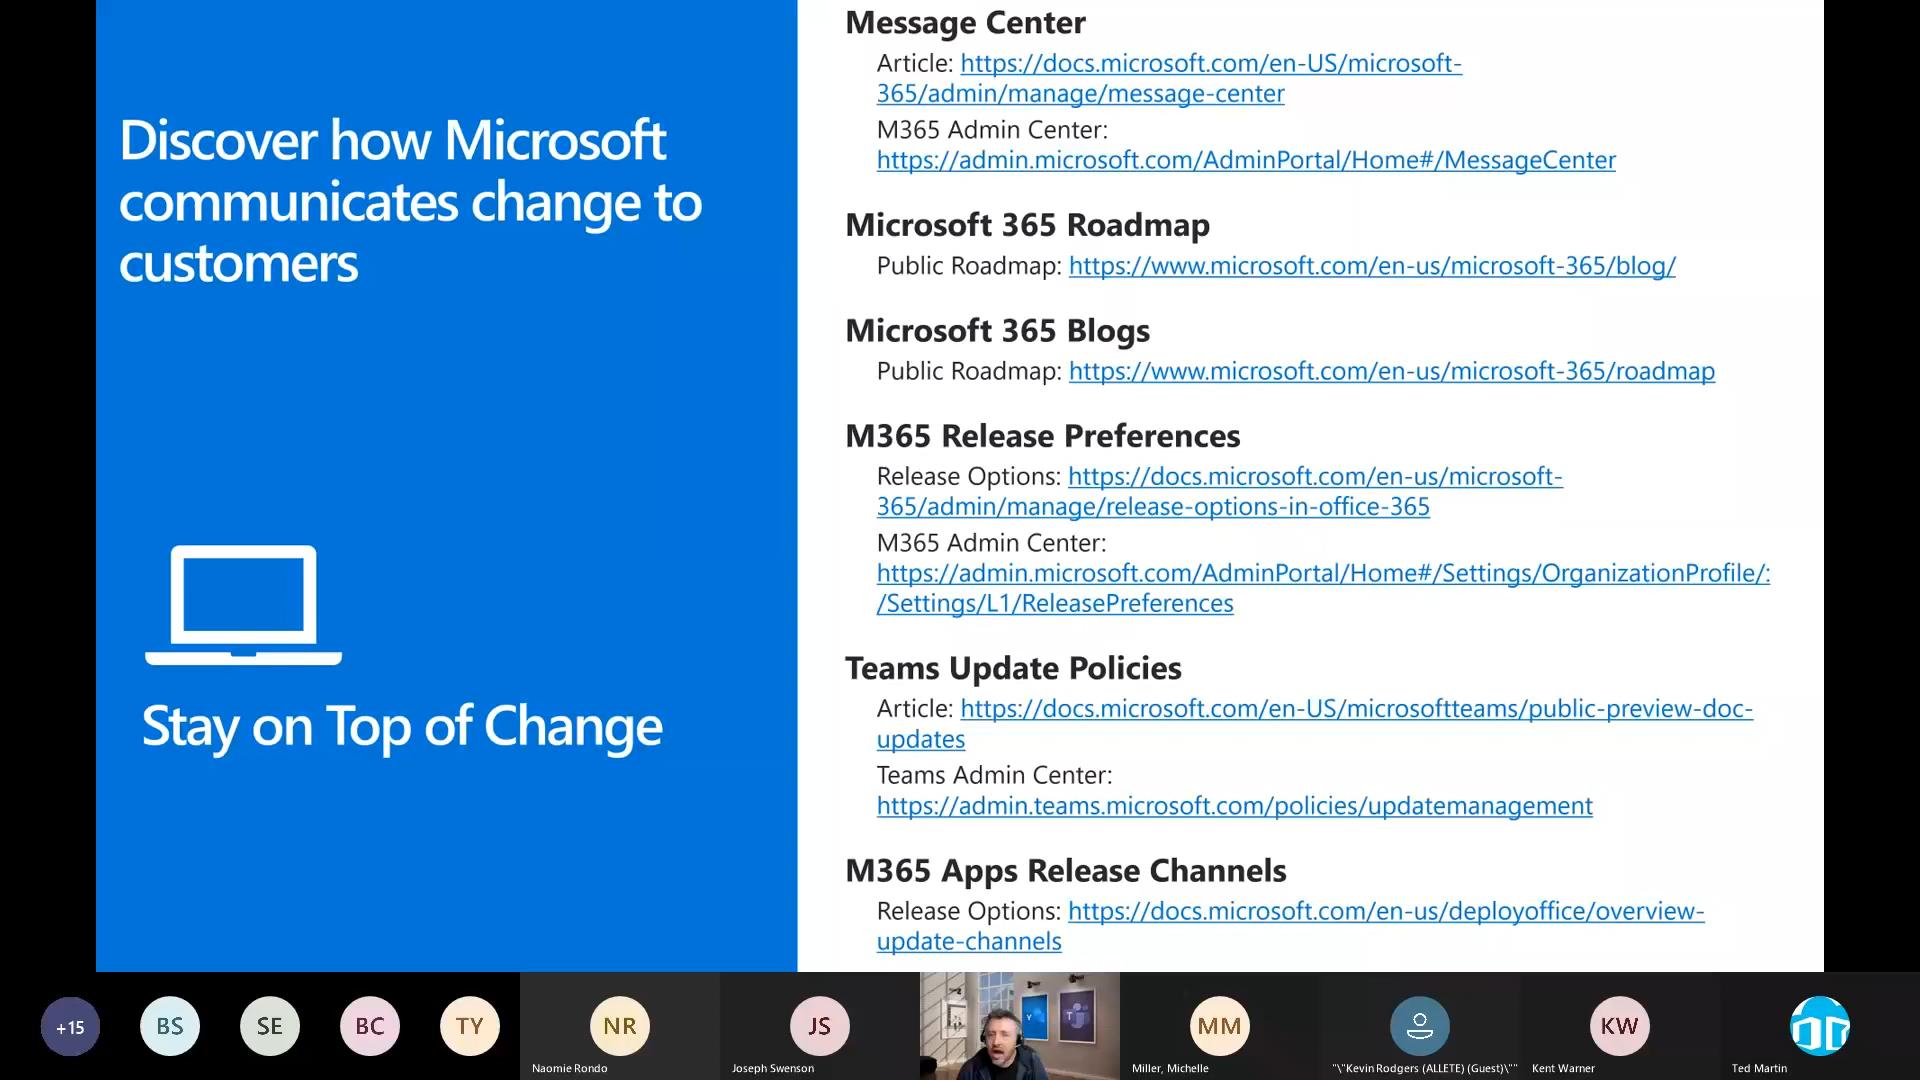 Discover how Microsoft
communicates change to
customers
Stay on Top of Change
Message Center
Article: https://docs.microsoft.com/en-US/microsoft-
365/admin/manage/message-center
M365 Admin Center:
https://admin.microsoft.com/AdminPortal/Home#/MessageCenter
Microsoft 365 Roadmap
Public Roadmap: https://www.microsoft.com/en-us/microsoft-365/blog/
Microsoft 365 Blogs
Public Roadmap: https://www.microsoft.com/en-us/microsoft-365/roadmap
M365 Release Preferences
Release Options: https://docs.microsoft.com/en-us/microsoft-
365/admin/manage/release-options-in-office-365
M365 Admin Center:
https://admin.microsoft.com/AdminPortal/Home#/Settings/OrganizationProfile/:
/Settings/L1/ReleasePreferences
Teams Update Policies
Article: https://docs.microsoft.com/en-US/microsoftteams/public-preview-doc-
updates
Teams Admin Center:
https://admin.teams.microsoft.com/policies/updatemanagement
M365 Apps Release Channels
Release Options: https://docs.microsoft.com/en-us/deployoffice/overview-
update-channels
+15
BS
SE
BC
TY
NR
Naomie Rondo
JS
Joseph Swenson
MM
Miller, Michelle
"\"Kevin Rodgers (ALLETE) (Guest)\""
KW
Kent Warner
Ted Martin